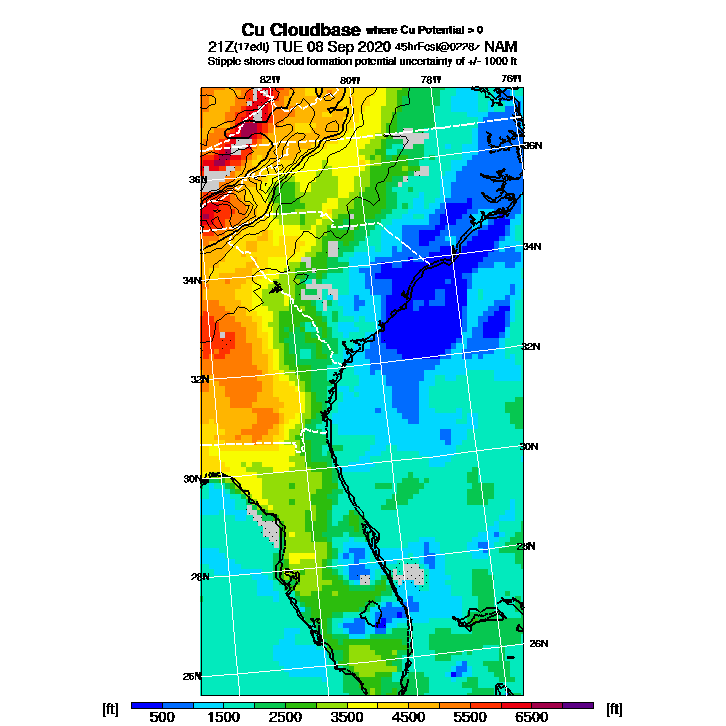 Cu Cloudbase where Cu Potential > 0
21Z(17edt) TUE 08 Sep 2020 45hrFcst@0228z NAM
Stipple shows cloud formation potential uncertainty of +/- 1000 ft
82W 80W 78W 76W
36N 36N
34N 34N
32N 32N
30N 30N
28N 28N
26N 26N
[ft] 500 1500 2500 3500 4500 5500 6500 [ft]